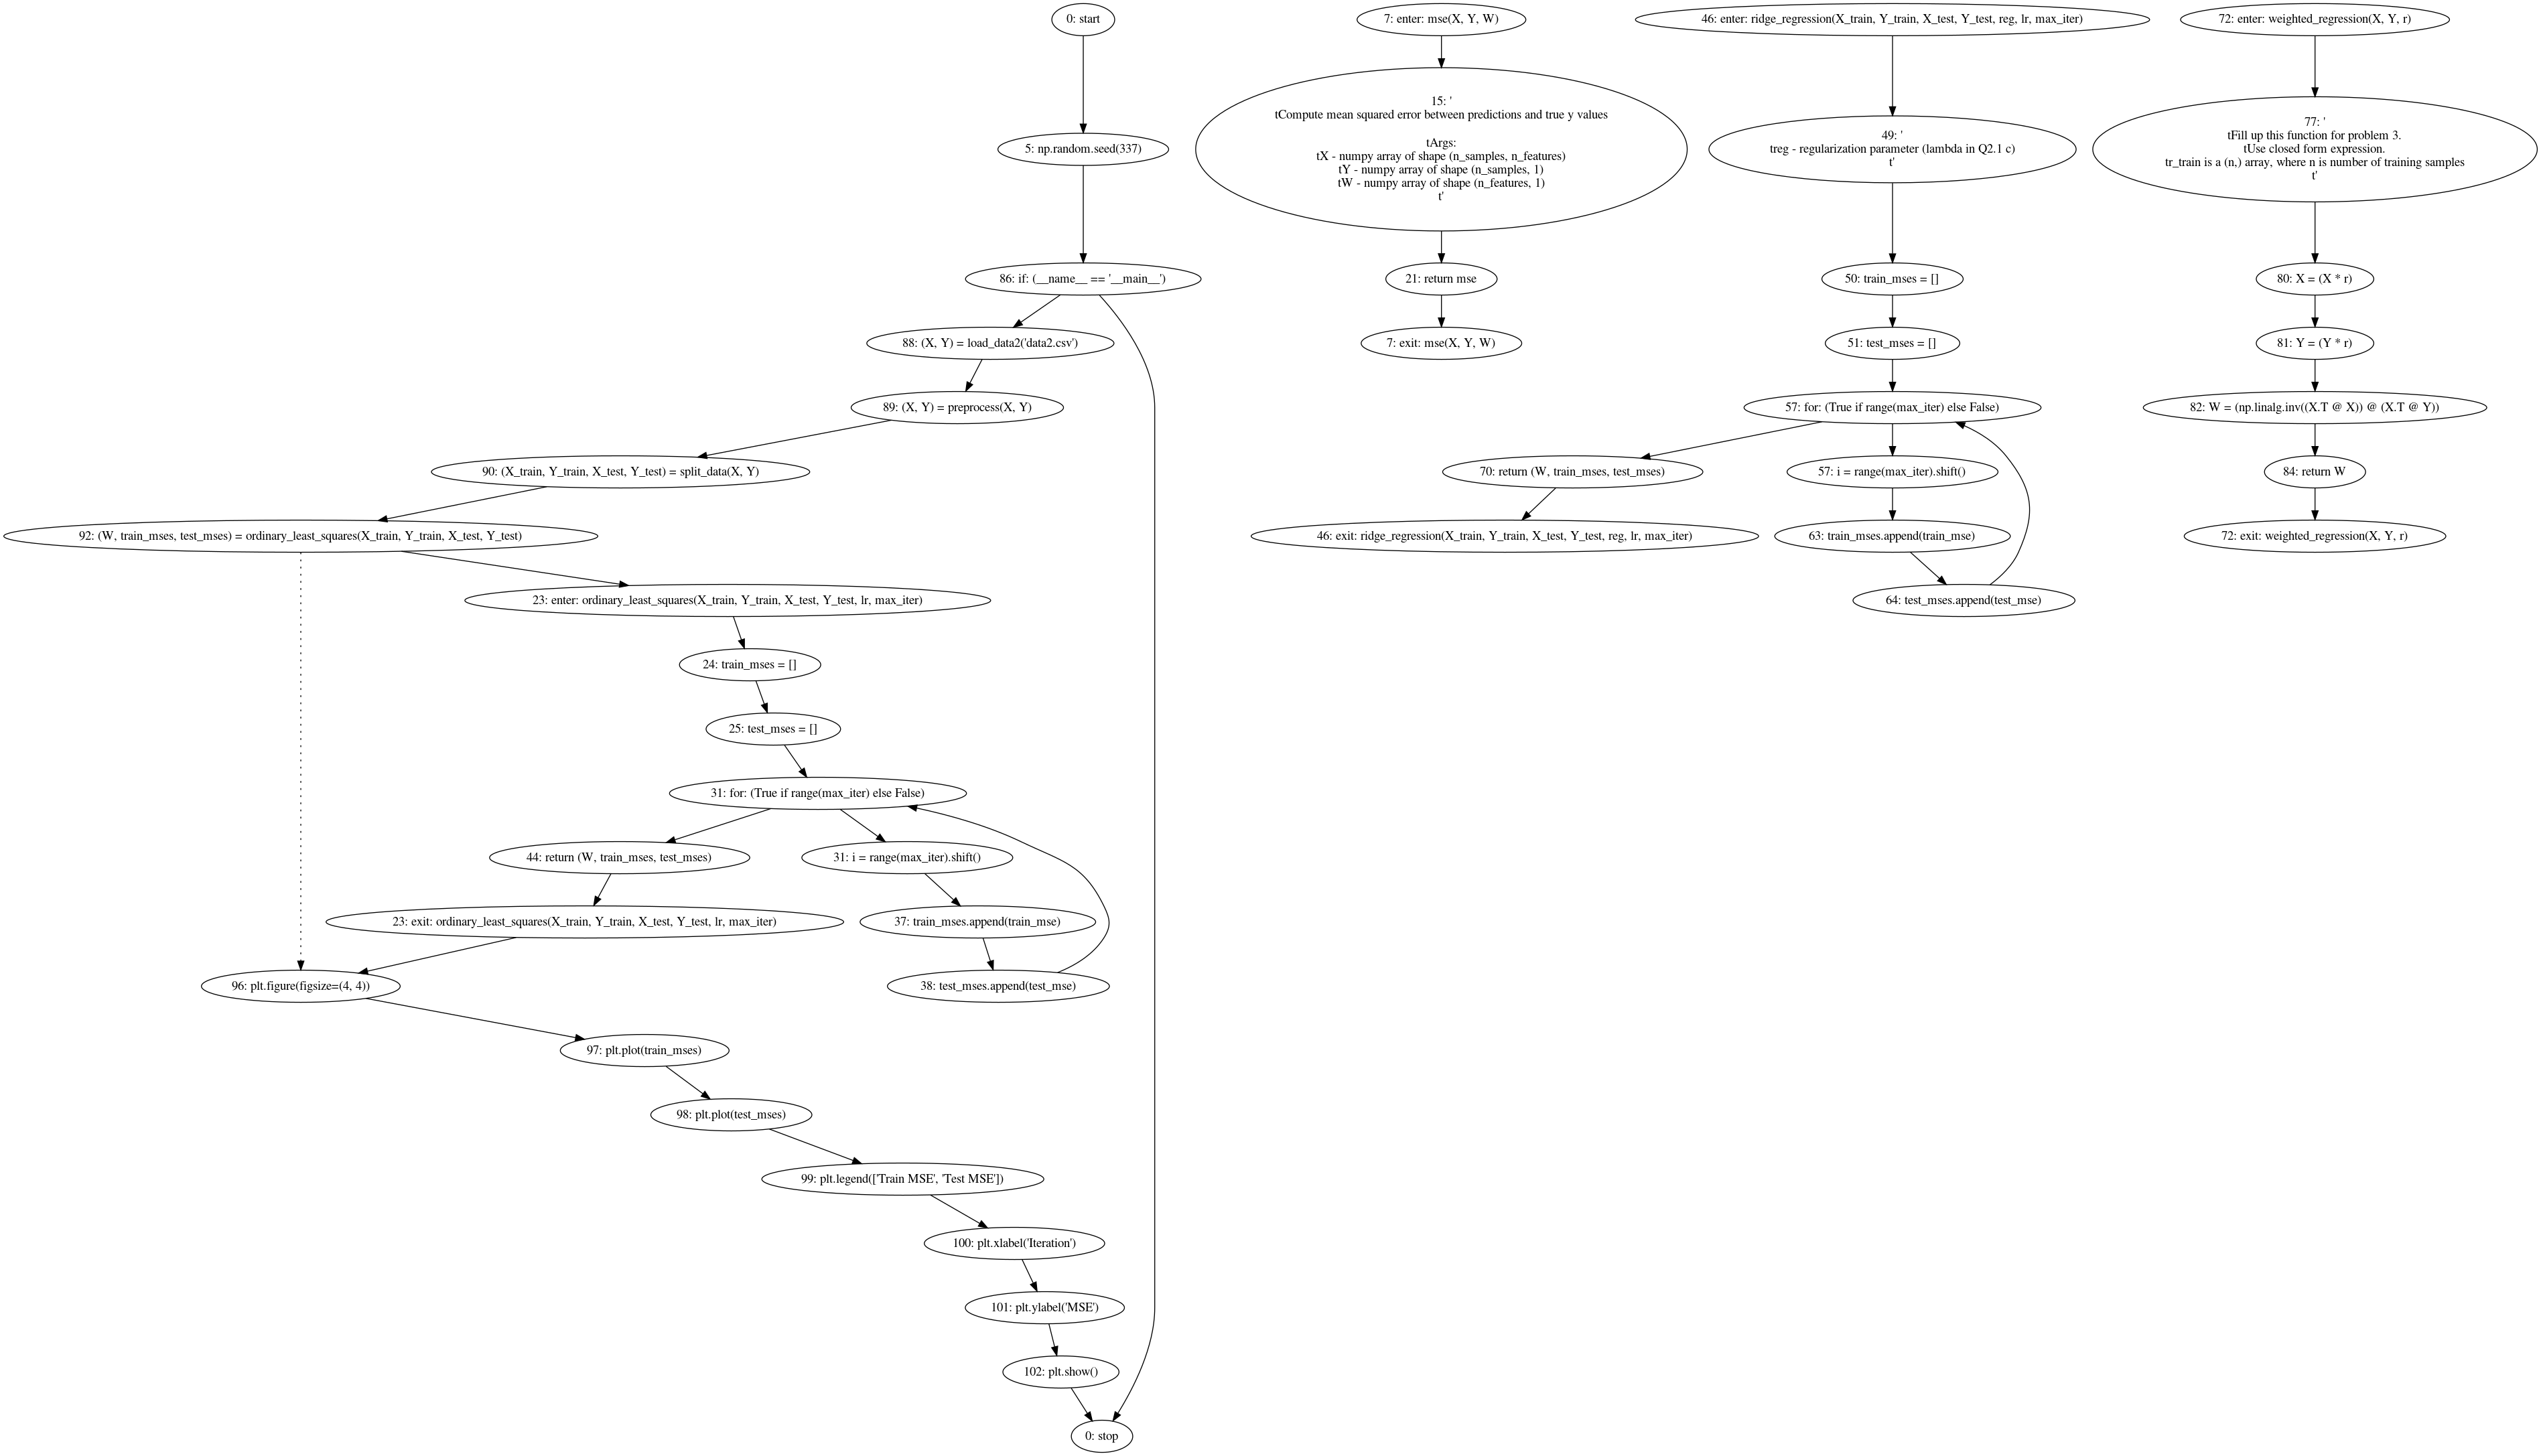 0: start
5: np.random.seed(337)
86: if: (__name__ == '__main__')
88: (X, Y) = load_data2('data2.csv')
89: (X, Y) = preprocess(X, Y)
90: (X_train, Y_train, X_test, Y_test) = split_data(X, Y)
92: (W, train_mses, test_mses) = ordinary_least_squares(X_train, Y_train, X_test, Y_test)
23: enter: ordinary_least_squares(X_train, Y_train, X_test, Y_test, lr, max_iter)
24: train_mses = []
25: test_mses = []
31: for: (True if range(max_iter) else False)
44: return (W, train_mses, test_mses)
31: i = range(max_iter).shift()
23: exit: ordinary_least_squares(X_train, Y_train, X_test, Y_test, lr, max_iter)
37: train_mses.append(train_mse)
96: plt.figure(figsize=(4, 4))
38: test_mses.append(test_mse)
97: plt.plot(train_mses)
98: plt.plot(test_mses)
99: plt.legend(['Train MSE', 'Test MSE'])
100: plt.xlabel('Iteration')
101: plt.ylabel('MSE')
102: plt.show()
0: stop
7: enter: mse(X, Y, W)
15: '
tCompute mean squared error between predictions and true y values
tArgs:
tX - numpy array of shape (n_samples, n_features)
tY - numpy array of shape (n_samples, 1)
tW - numpy array of shape (n_features, 1)
t'
21: return mse
7: exit: mse(X, Y, W)
46: enter: ridge_regression(X_train, Y_train, X_test, Y_test, reg, lr, max_iter)
49: '
treg - regularization parameter (lambda in Q2.1 c)
t'
50: train_mses = []
51: test_mses = []
57: for: (True if range(max_iter) else False)
70: return (W, train_mses, test_mses)
57: i = range(max_iter).shift()
46: exit: ridge_regression(X_train, Y_train, X_test, Y_test, reg, lr, max_iter)
63: train_mses.append(train_mse)
64: test_mses.append(test_mse)
72: enter: weighted_regression(X, Y, r)
77: '
tFill up this function for problem 3.
tUse closed form expression.
tr_train is a (n,) array, where n is number of training samples
t'
80: X = (X * r)
81: Y = (Y * r)
82: W = (np.linalg.inv((X.T @ X)) @ (X.T @ Y))
84: return W
72: exit: weighted_regression(X, Y, r)